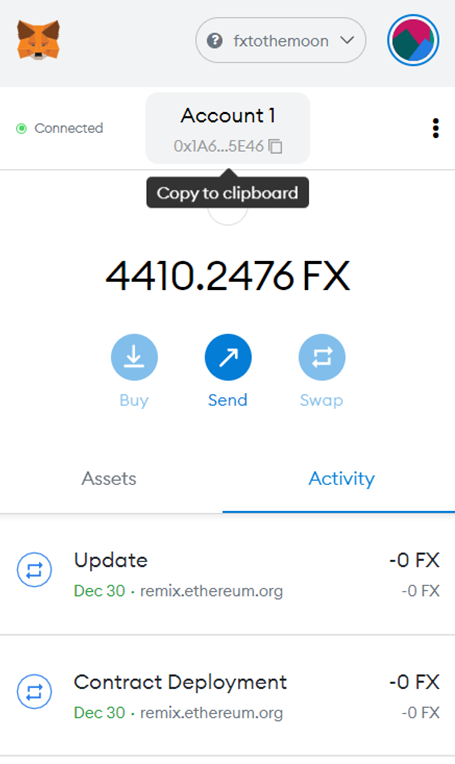 fxtothemoon
Connected
Account 1
0x1A6...5E46
Copy to clipboard
4410.2476 FX
Buy Send Swap
Assets Activity
Update -0 FX
Dec 30 · remix.ethereum.org -0 FX
Contract Deployment -0 FX
Dec 30 · remix.ethereum.org -0 FX